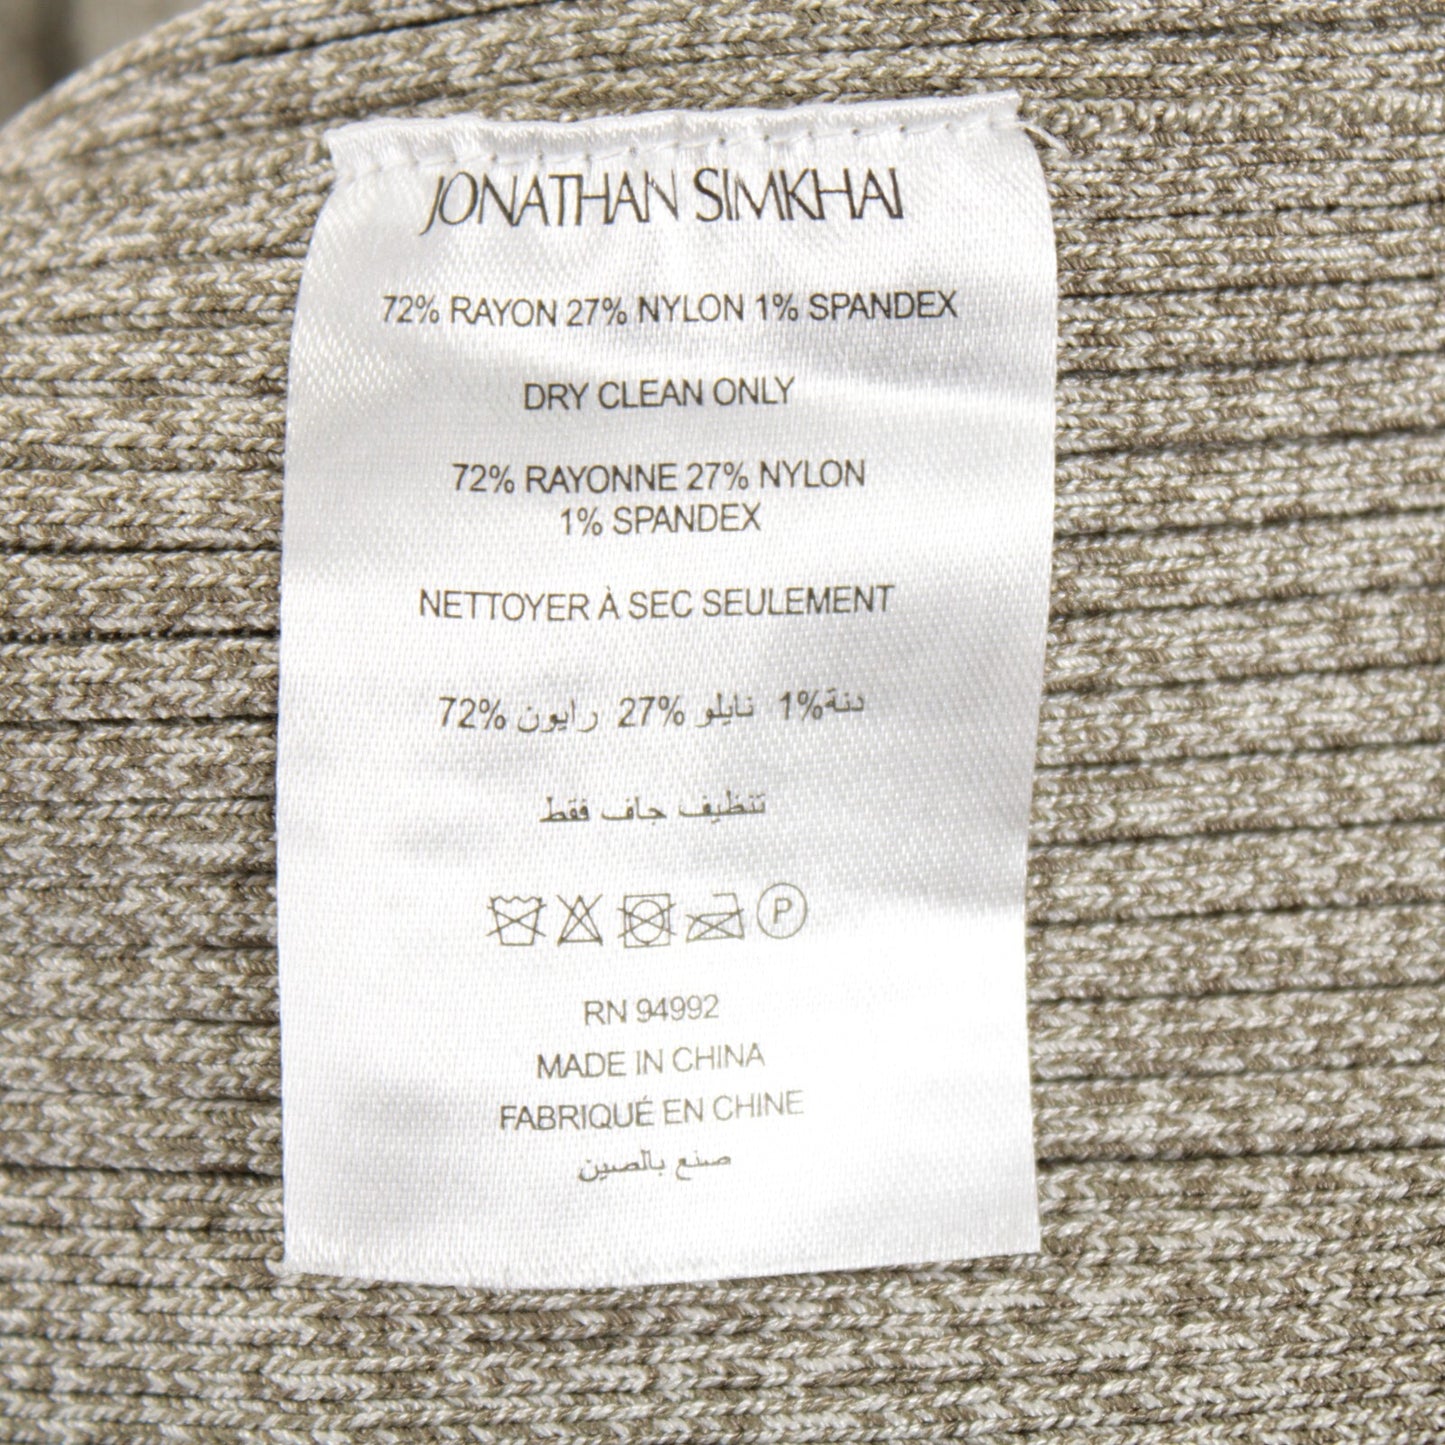 JONATHAN SIMKHAI
72% RAYON 27% NYLON 1% SPANDEX
DRY CLEAN ONLY
72% RAYONNE 27% NYLON
1% SPANDEX
NETTOYER À SEC SEULEMENT
72% رايون 27% نايلو 1% دنة
تنظيف جاف فقط
P
RN 94992
MADE IN CHINA
FABRIQUÉ EN CHINE
صنع بالصين